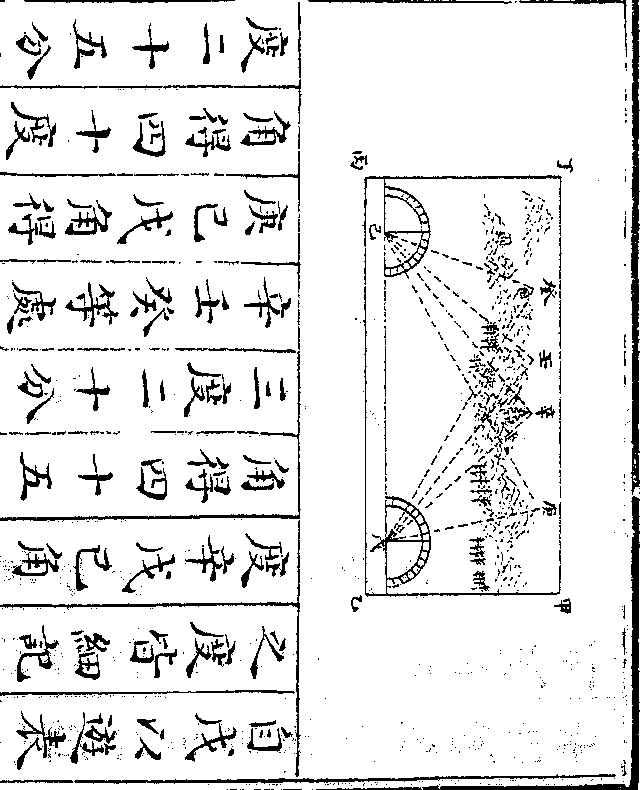 甲
乙
庚
戊
辛
壬
癸
己
丁
丙
自戊以遊表
之度皆細記
度辛戊己角
角得四十五
三度二十分
辛壬癸等處
庚己戊角得
角得四十度
度二十五分